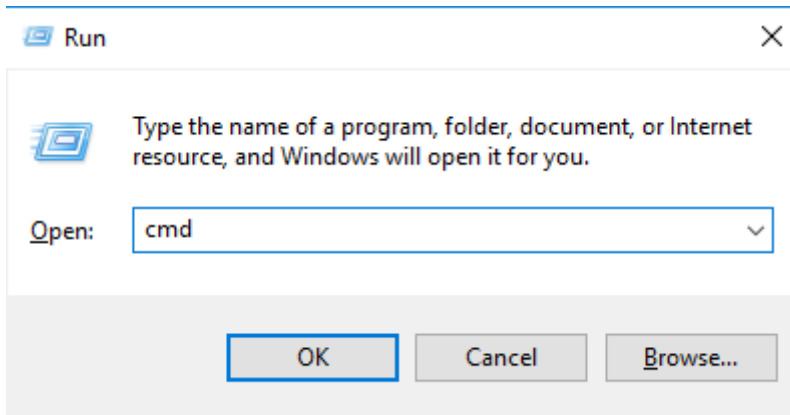 Run
Type the name of a program, folder, document, or Internet
resource, and Windows will open it for you.
Open: cmd
OK Cancel Browse...